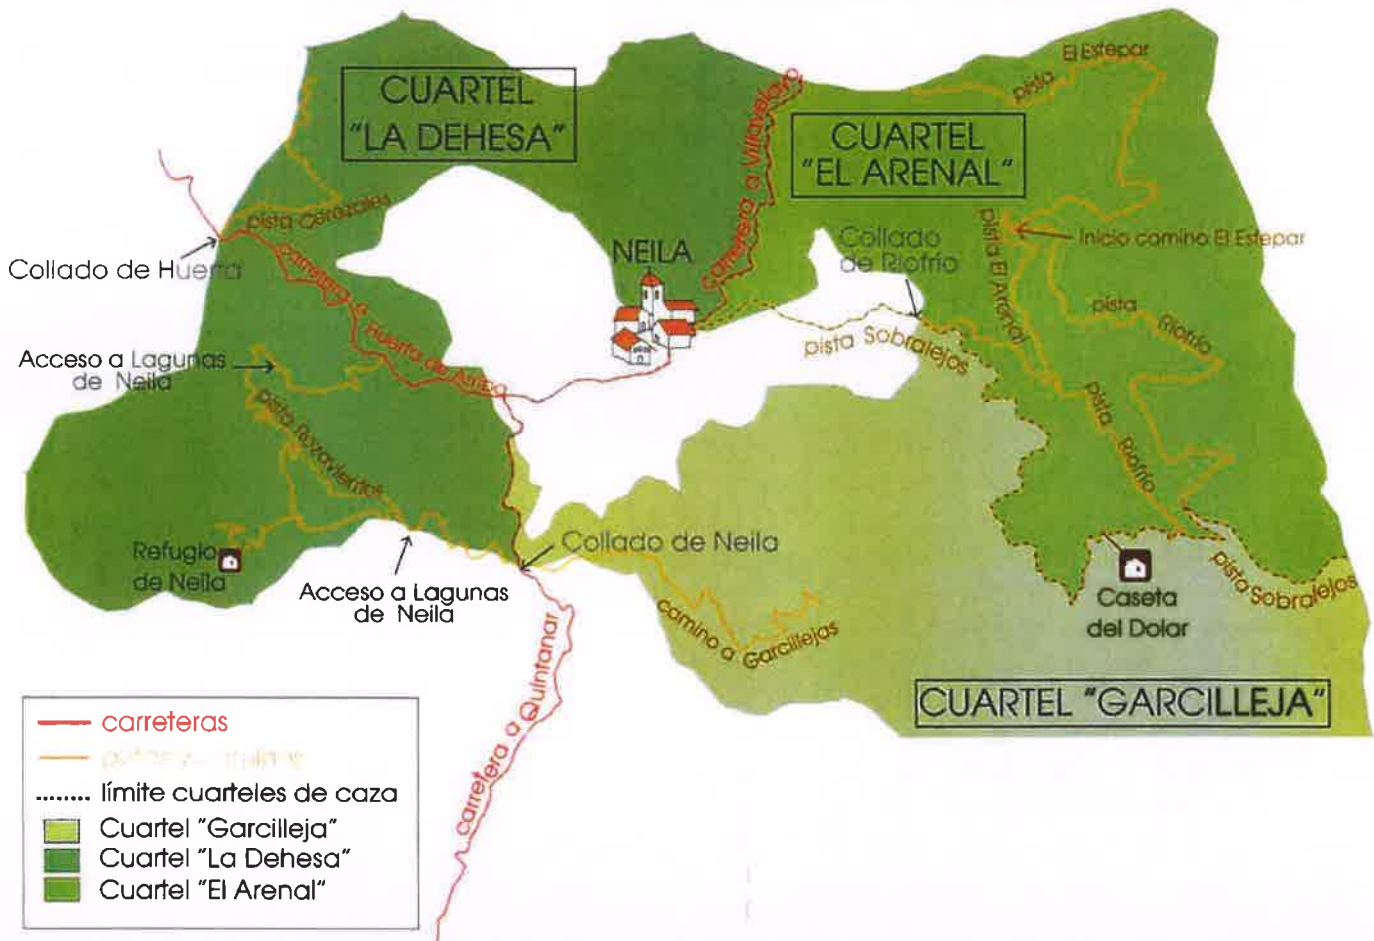 El Estepar
pista
CUARTEL
"LA DEHESA"
carretera a Villavelayo
CUARTEL
"EL ARENAL"
pista Cerezales
Collado de Huerta
carretera a Huerta de Arriba
NEILA
Collado
de Riofrío
pista El Arenal
Inicio camino El Estepar
pista
Riofrío
pista Sobralejos
Acceso a Lagunas
de Neila
pista
pista
Riofrío
Refugio
de Neila
Acceso a Lagunas
de Neila
Collado de Neila
camino a Garcillejas
Caseta
del Dolar
pista Sobralejos
carretera a Quintanar
CUARTEL "GARCILLEJA"
carreteras
límite cuarteles de caza
Cuartel "Garcilleja"
Cuartel "La Dehesa"
Cuartel "El Arenal"